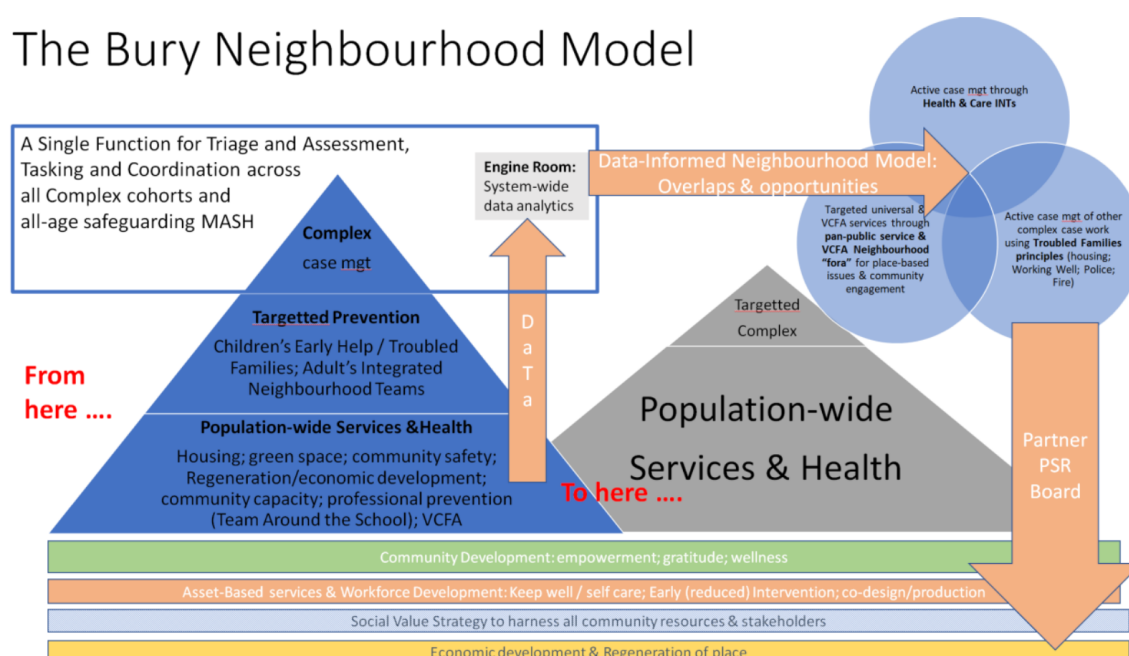 The Bury Neighbourhood Model
A Single Function for Triage and Assessment,
Tasking and Coordination across
all Complex cohorts and
all-age safeguarding MASH
Complex
case mgt
Targetted Prevention
Children's Early Help / Troubled
Families; Adult's Integrated
Neighbourhood Teams
Population-wide Services &Health
Housing; green space; community safety;
Regeneration/economic development;
community capacity; professional prevention
(Team Around the School); VCFA
From
here ....
Engine Room:
System-wide
data analytics
D
a
T
a
Data-Informed Neighbourhood Model:
Overlaps & opportunities
Active case mgt through
Health & Care INTs
Targeted universal &
VCFA services through
pan-public service &
VCFA Neighbourhood
"fora" for place-based
issues & community
engagement
Active case mgt of other
complex case work
using Troubled Families
principles (housing;
Working Well; Police;
Fire)
Targetted
Complex
Population-wide
Services & Health
To here ....
Partner
PSR
Board
Community Development: empowerment; gratitude; wellness
Asset-Based services & Workforce Development: Keep well / self care; Early (reduced) Intervention; co-design/production
Social Value Strategy to harness all community resources & stakeholders
Economic development & Regeneration of place